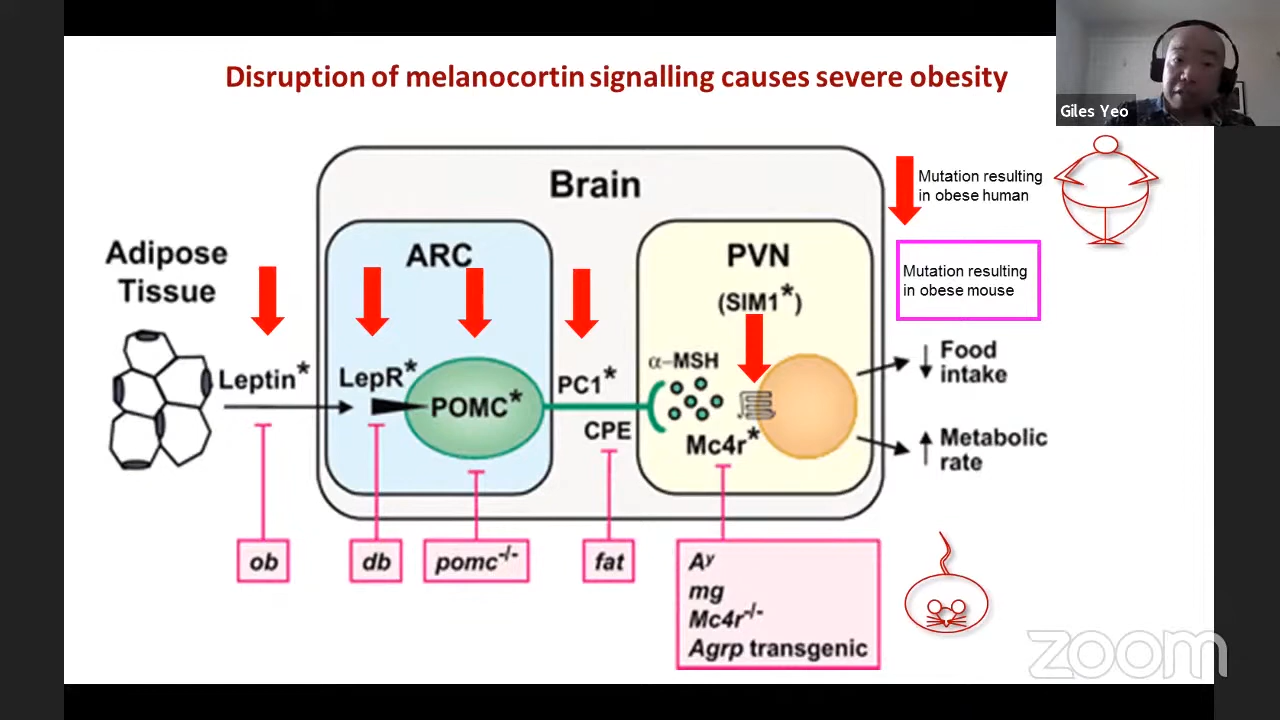 Disruption of melanocortin signalling causes severe obesity
Giles Yeo
Brain
Mutation resulting
in obese human
Mutation resulting
in obese mouse
Adipose
Tissue
ARC
PVN
(SIM1*)
Leptin*
LepR*
POMC*
PC1*
CPE
α-MSH
Mc4r*
↓ Food
intake
↑ Metabolic
rate
ob
db
pomc-/-
fat
Ay
mg
Mc4r-/-
Agrp transgenic
zoom